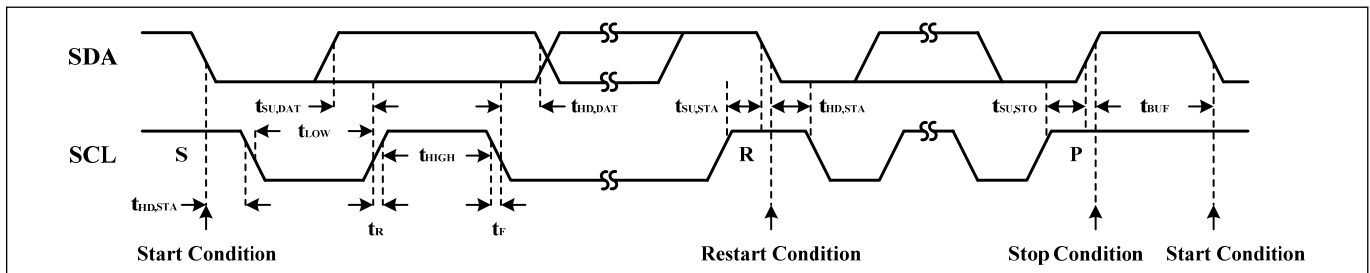 SDA
tSU,DAT
tHD,DAT
tSU,STA
tHD,STA
tSU,STO
tBUF
tLOW
SCL
S
tHIGH
R
P
tHD,STA
tR
tF
Start Condition
Restart Condition
Stop Condition
Start Condition